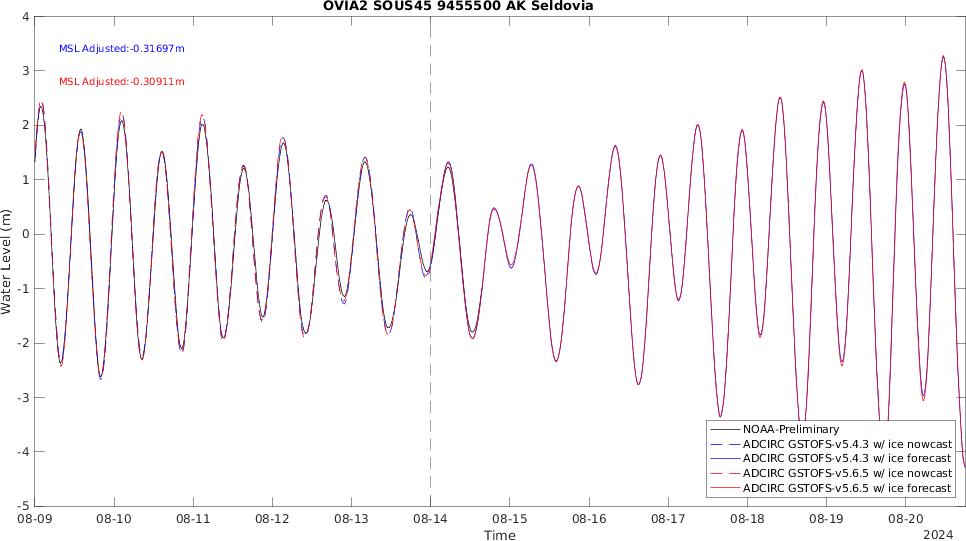 OVIA2 SOUS45 9455500 AK Seldovia
MSL Adjusted:-0.31697m
MSL Adjusted:-0.30911m
Water Level (m)
4
3
2
1
0
-1
-2
-3
-4
-5
NOAA-Preliminary
ADCIRC GSTOFS-v5.4.3 w/ ice nowcast
ADCIRC GSTOFS-v5.4.3 w/ ice forecast
ADCIRC GSTOFS-v5.6.5 w/ ice nowcast
ADCIRC GSTOFS-v5.6.5 w/ ice forecast
08-09 08-10 08-11 08-12 08-13 08-14 08-15 08-16 08-17 08-18 08-19 08-20
Time
2024